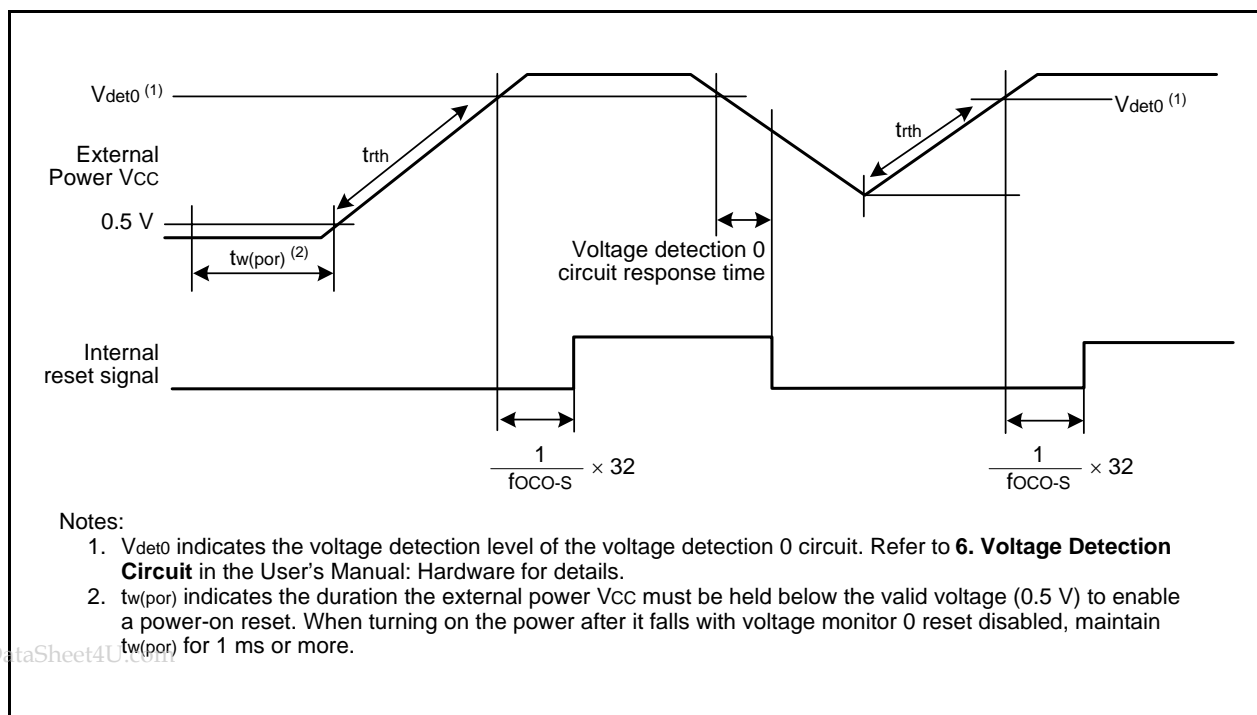 Vdet0 (1)
Vdet0 (1)
trth
trth
External
Power VCC
0.5 V
tw(por) (2)
Voltage detection 0
circuit response time
Internal
reset signal
1
fOCO-S
× 32
1
fOCO-S
× 32
Notes:
1. Vdet0 indicates the voltage detection level of the voltage detection 0 circuit. Refer to 6. Voltage Detection
Circuit in the User's Manual: Hardware for details.
2. tw(por) indicates the duration the external power VCC must be held below the valid voltage (0.5 V) to enable
a power-on reset. When turning on the power after it falls with voltage monitor 0 reset disabled, maintain
tw(por) for 1 ms or more.
ataSheet4U.com